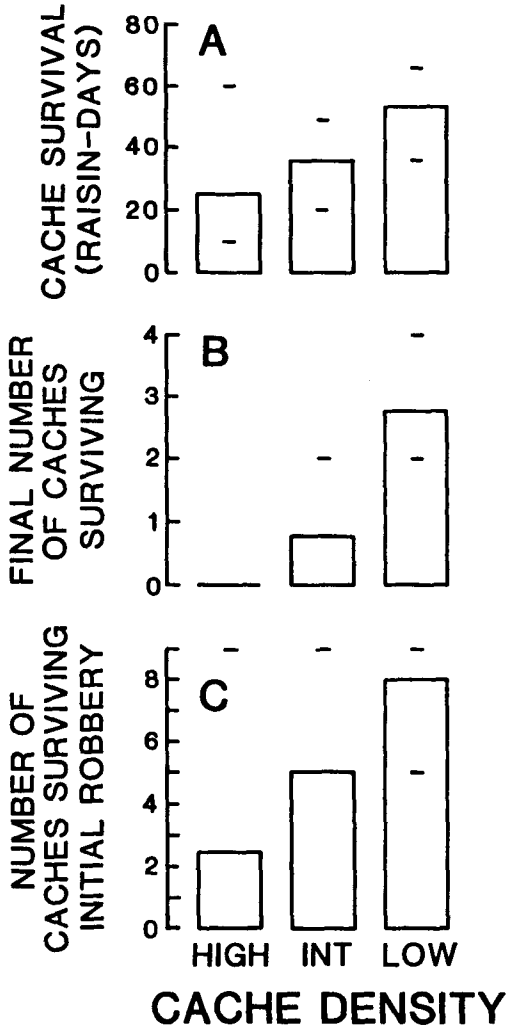 A
CACHE SURVIVAL
(RAISIN-DAYS)
80
60
40
20
0
B
FINAL NUMBER
OF CACHES
SURVIVING
4
3
2
1
0
C
NUMBER OF
CACHES SURVIVING
INITIAL ROBBERY
8
6
4
2
0
HIGH INT LOW
CACHE DENSITY